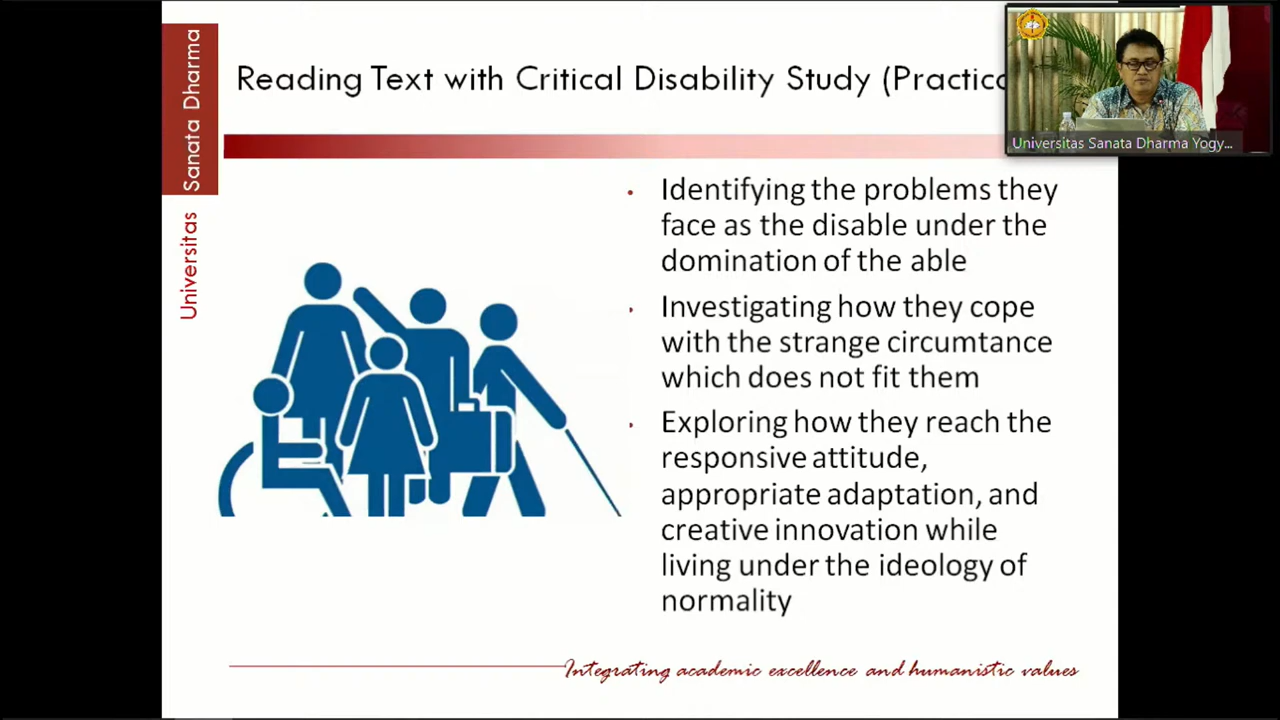 Universitas Sanata Dharma
Reading Text with Critical Disability Study (Practica
Universitas Sanata Dharma Yogy...
• Identifying the problems they
face as the disable under the
domination of the able
• Investigating how they cope
with the strange circumtance
which does not fit them
• Exploring how they reach the
responsive attitude,
appropriate adaptation, and
creative innovation while
living under the ideology of
normality
Integrating academic excellence and humanistic values